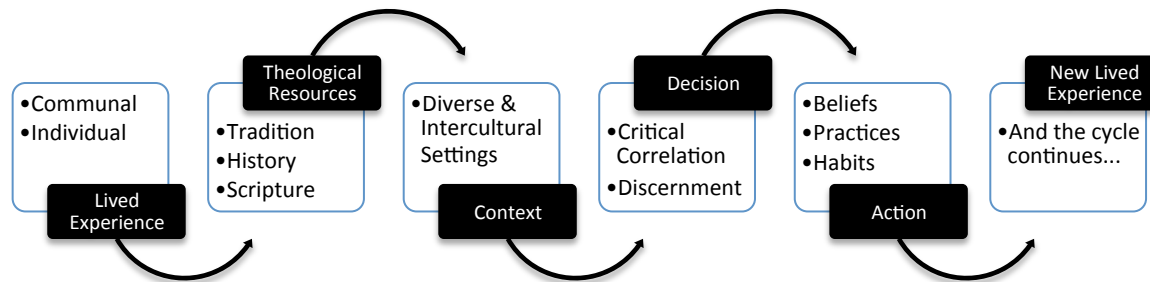 •Communal
•Individual
Lived
Experience
Theological
Resources
•Tradition
•History
•Scripture
•Diverse &
Intercultural
Settings
Context
Decision
•Critical
Correlation
•Discernment
•Beliefs
•Practices
•Habits
Action
New Lived
Experience
•And the cycle
continues...